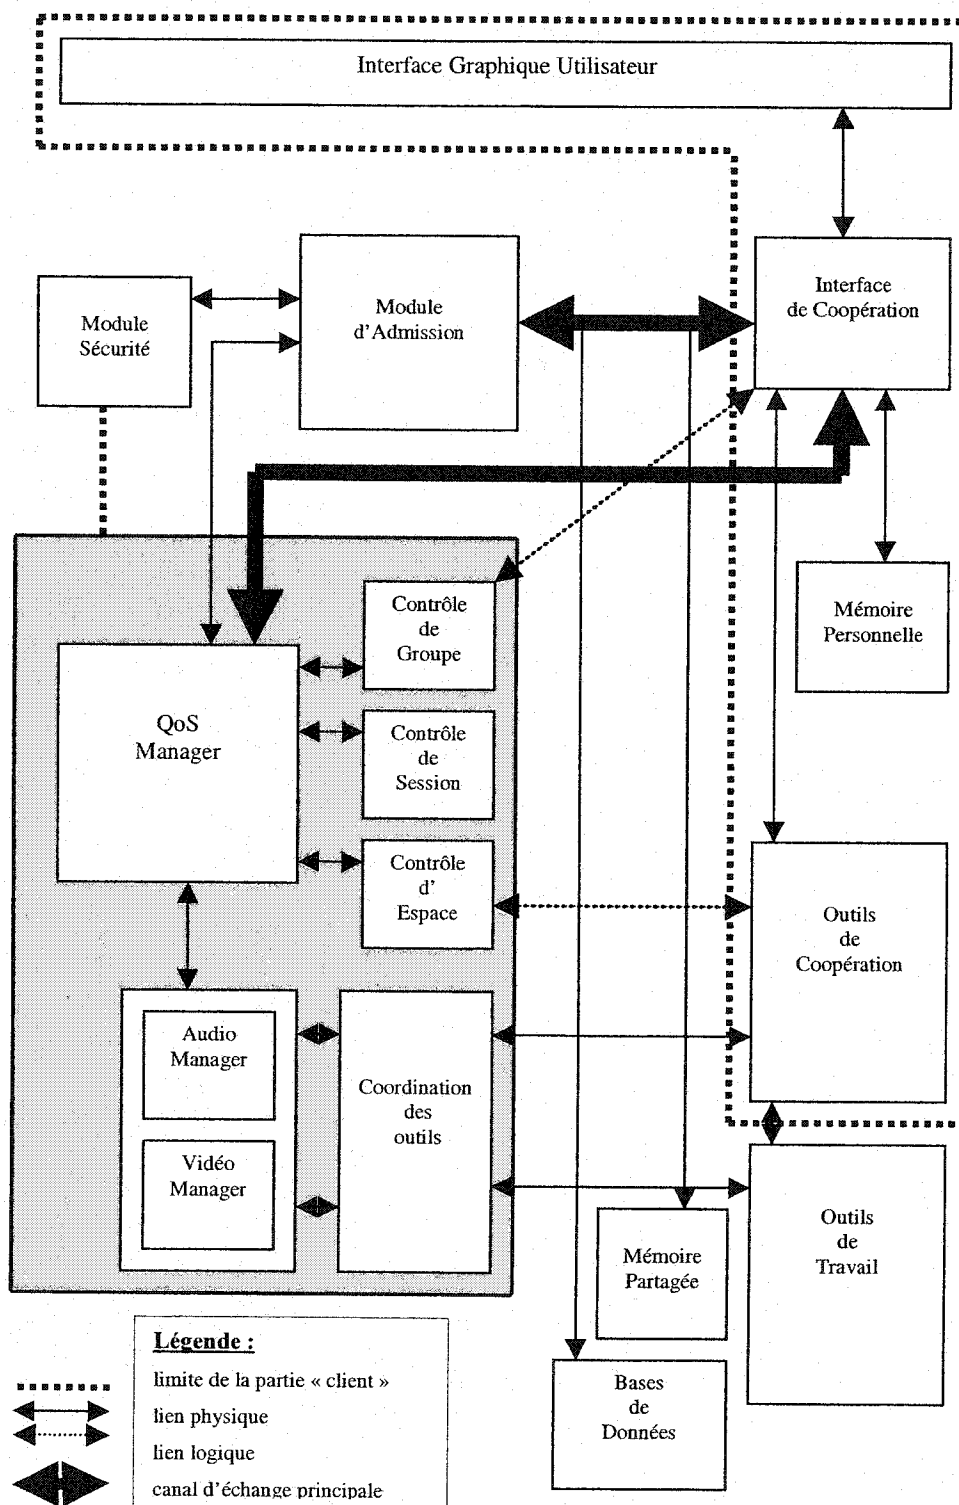 Interface Graphique Utilisateur
Interface
de Coopération
Module
d'Admission
Module
Sécurité
Contrôle
de
Groupe
Mémoire
Personnelle
QoS
Manager
Contrôle
de
Session
Contrôle
d'
Espace
Outils
de
Coopération
Audio
Manager
Coordination
des
outils
Vidéo
Manager
Outils
de
Travail
Mémoire
Partagée
Bases
de
Données
Légende :
limite de la partie « client »
lien physique
lien logique
canal d'échange principale